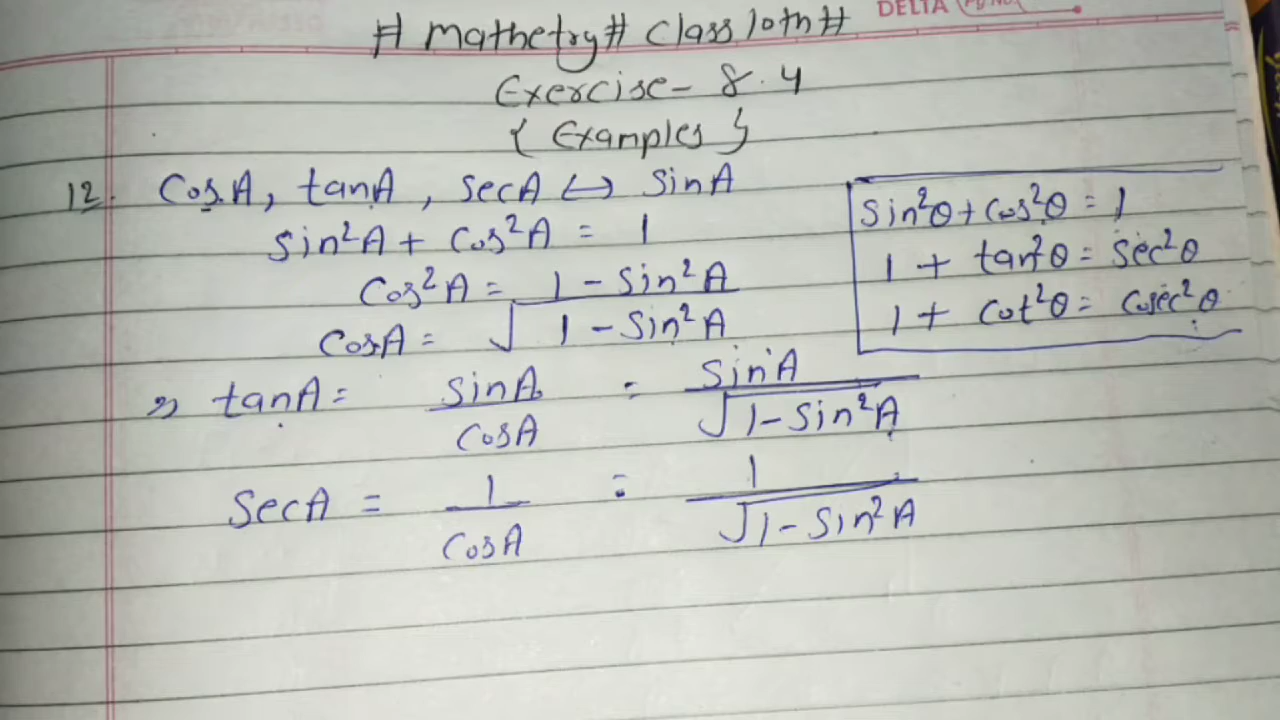 DELTA
# Mathetry # Class 10th #
Exercise - 8.4
{ Examples }
12. CosA, tanA, secA ↔ SinA
Sin²A + Cos²A = 1
Cos²A = 1 - Sin²A
CosA = √1 - Sin²A
⇒ tanA = SinA/CosA = SinA/√1 - Sin²A
SecA = 1/CosA = 1/√1 - Sin²A
Sin²θ + Cos²θ = 1
1 + tan²θ = Sec²θ
1 + Cot²θ = Cosec²θ